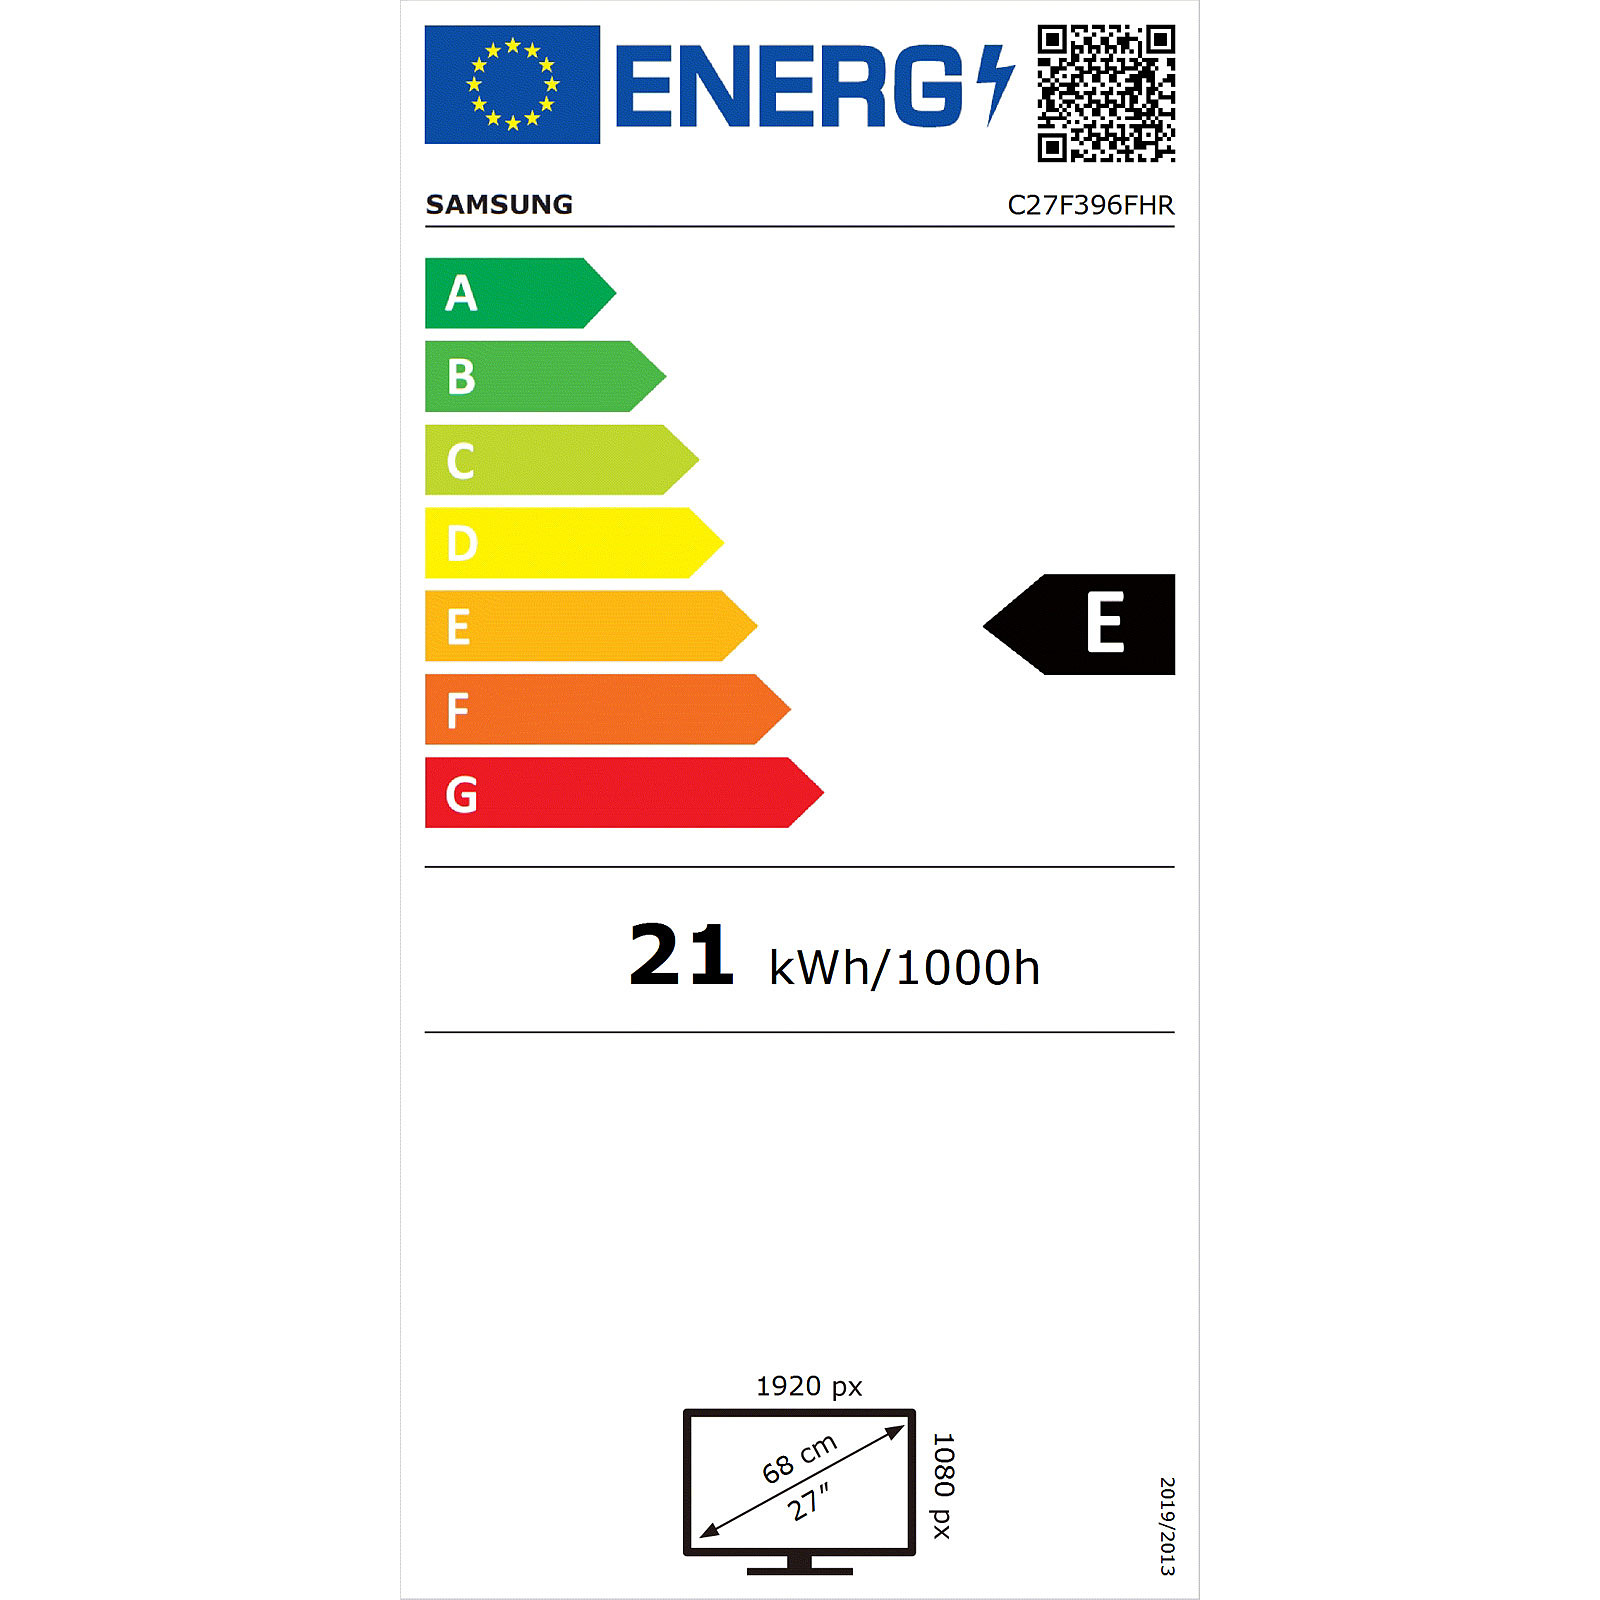 ENERG
SAMSUNG
C27F396FHR
A
B
C
D
E
E
F
G
21 kWh/1000h
1920 px
68 cm
27"
1080 px
2019/2013